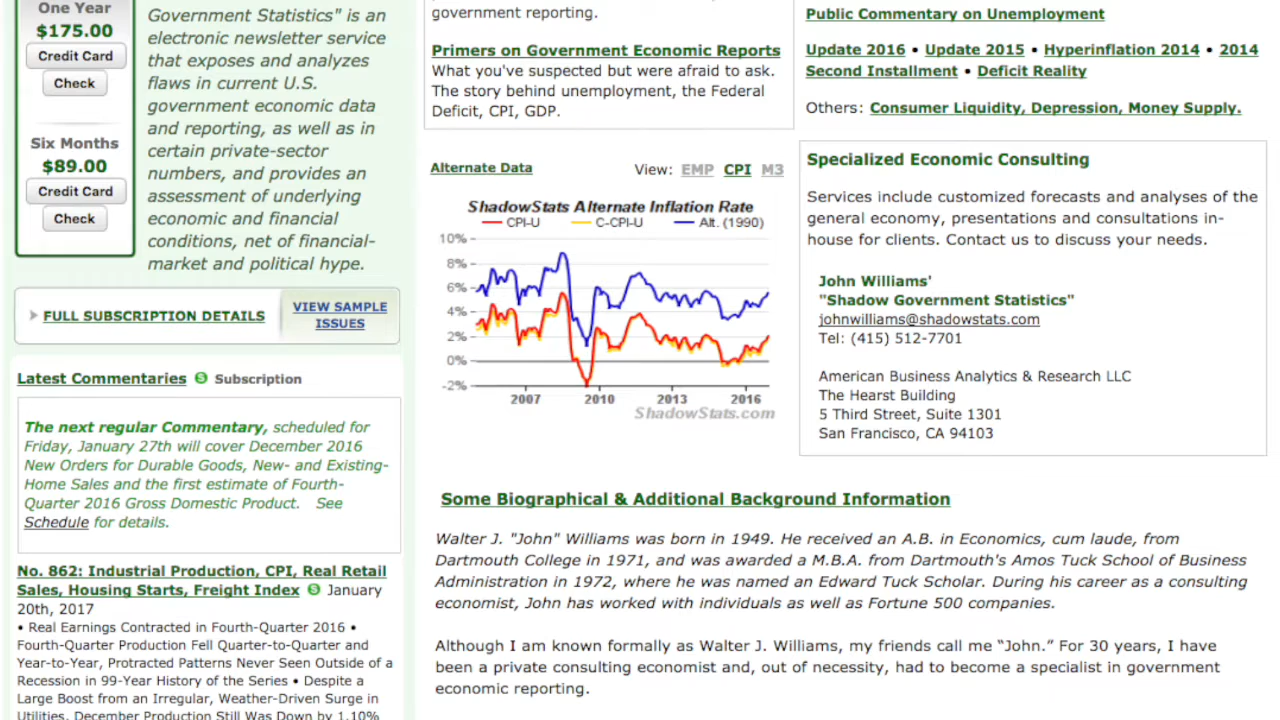 One Year
$175.00
Credit Card
Check
Six Months
$89.00
Credit Card
Check
Government Statistics" is an
electronic newsletter service
that exposes and analyzes
flaws in current U.S.
government economic data
and reporting, as well as in
certain private-sector
numbers, and provides an
assessment of underlying
economic and financial
conditions, net of financial-
market and political hype.
FULL SUBSCRIPTION DETAILS
VIEW SAMPLE
ISSUES
Latest Commentaries S Subscription
The next regular Commentary, scheduled for
Friday, January 27th will cover December 2016
New Orders for Durable Goods, New- and Existing-
Home Sales and the first estimate of Fourth-
Quarter 2016 Gross Domestic Product. See
Schedule for details.
No. 862: Industrial Production, CPI, Real Retail
Sales, Housing Starts, Freight Index S January
20th, 2017
• Real Earnings Contracted in Fourth-Quarter 2016 •
Fourth-Quarter Production Fell Quarter-to-Quarter and
Year-to-Year, Protracted Patterns Never Seen Outside of a
Recession in 99-Year History of the Series • Despite a
Large Boost from an Irregular, Weather-Driven Surge in
Utilities, December Production Still Was Down by 1.10%
government reporting.
Primers on Government Economic Reports
What you've suspected but were afraid to ask.
The story behind unemployment, the Federal
Deficit, CPI, GDP.
Alternate Data View: EMP CPI M3
ShadowStats Alternate Inflation Rate
CPI-U C-CPI-U Alt. (1990)
10%
8%
6%
4%
2%
0%
-2%
2007 2010 2013 2016
ShadowStats.com
Public Commentary on Unemployment
Update 2016 • Update 2015 • Hyperinflation 2014 • 2014
Second Installment • Deficit Reality
Others: Consumer Liquidity, Depression, Money Supply.
Specialized Economic Consulting
Services include customized forecasts and analyses of the
general economy, presentations and consultations in-
house for clients. Contact us to discuss your needs.
John Williams'
"Shadow Government Statistics"
johnwilliams@shadowstats.com
Tel: (415) 512-7701
American Business Analytics & Research LLC
The Hearst Building
5 Third Street, Suite 1301
San Francisco, CA 94103
Some Biographical & Additional Background Information
Walter J. "John" Williams was born in 1949. He received an A.B. in Economics, cum laude, from
Dartmouth College in 1971, and was awarded a M.B.A. from Dartmouth's Amos Tuck School of Business
Administration in 1972, where he was named an Edward Tuck Scholar. During his career as a consulting
economist, John has worked with individuals as well as Fortune 500 companies.
Although I am known formally as Walter J. Williams, my friends call me “John.” For 30 years, I have
been a private consulting economist and, out of necessity, had to become a specialist in government
economic reporting.